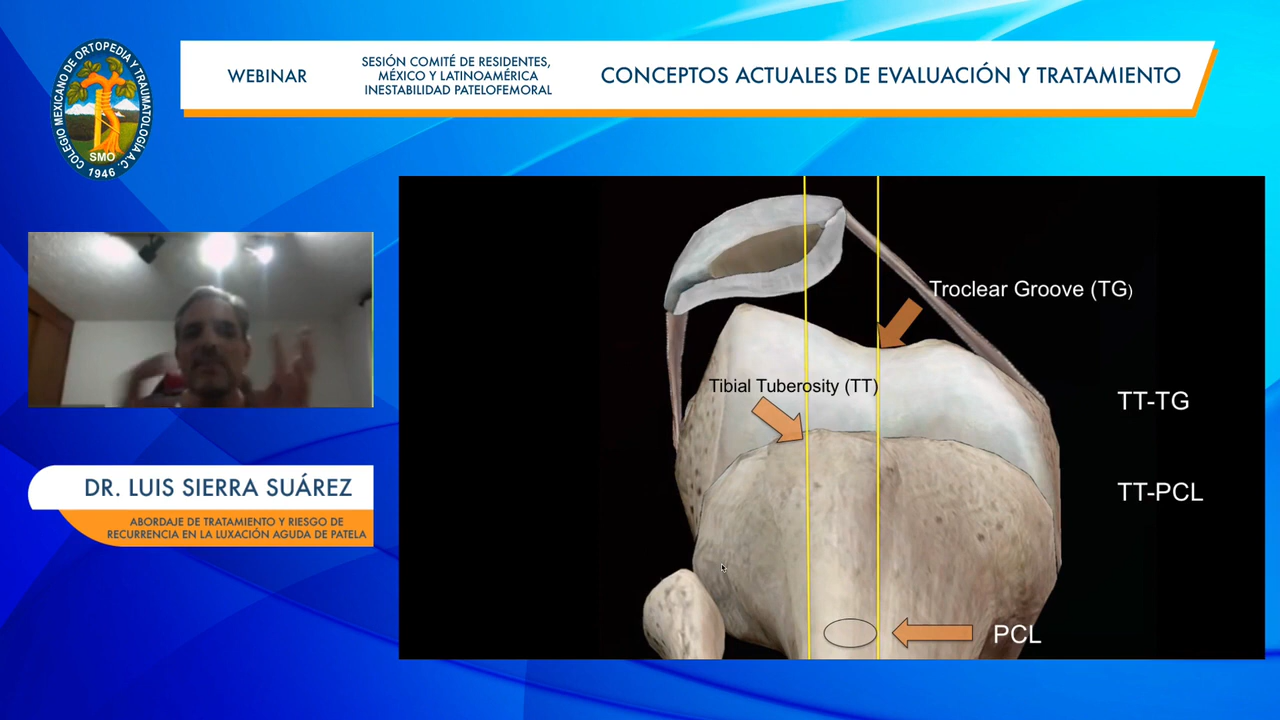 COLEGIO MEXICANO DE ORTOPEDIA Y TRAUMATOLOGIA A.C.
SMO
1946
WEBINAR
SESIÓN COMITÉ DE RESIDENTES,
MÉXICO Y LATINOAMÉRICA
INESTABILIDAD PATELOFEMORAL
CONCEPTOS ACTUALES DE EVALUACIÓN Y TRATAMIENTO
Troclear Groove (TG)
Tibial Tuberosity (TT)
TT-TG
TT-PCL
PCL
DR. LUIS SIERRA SUÁREZ
ABORDAJE DE TRATAMIENTO Y RIESGO DE
RECURRENCIA EN LA LUXACIÓN AGUDA DE PATELA